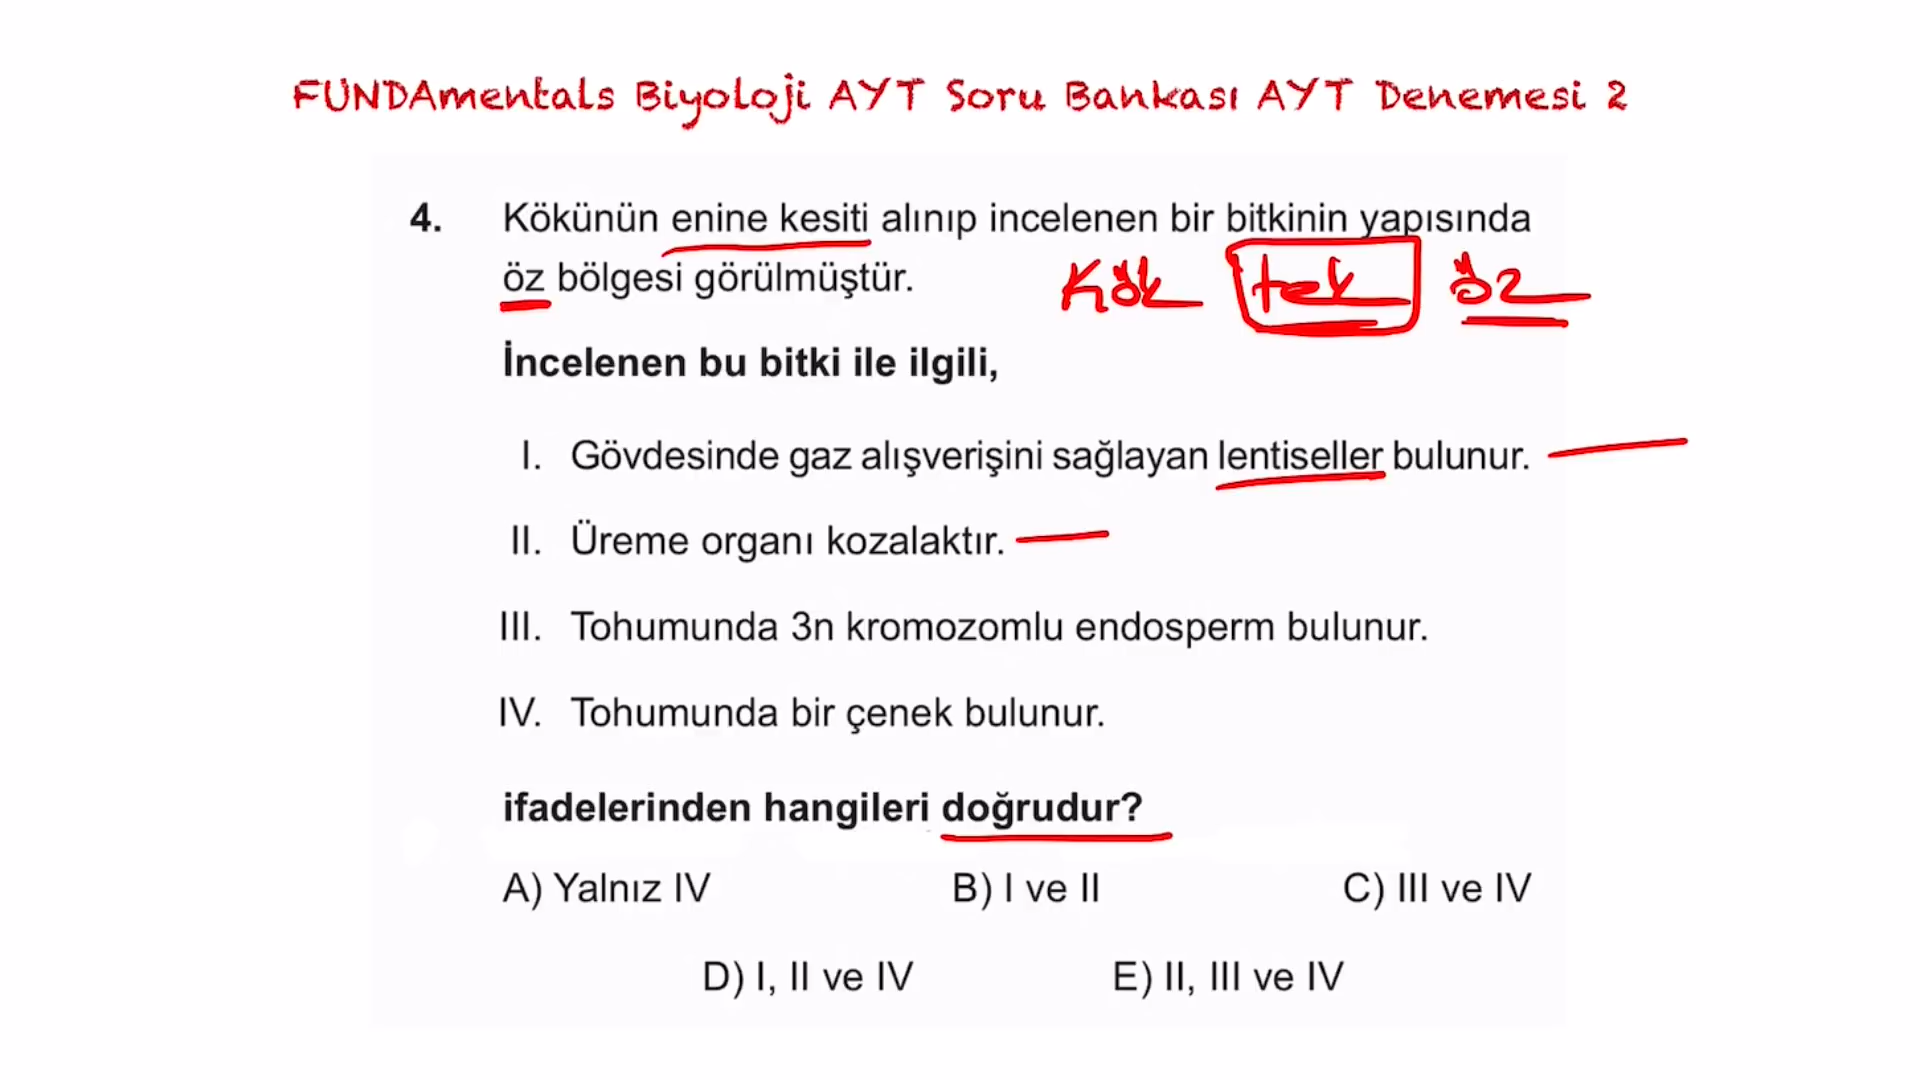 FUNDAmentals Biyoloji AYT Soru Bankası AYT Denemesi 2
4. Kökünün enine kesiti alınıp incelenen bir bitkinin yapısında
öz bölgesi görülmüştür.
Kök tek öz
İncelenen bu bitki ile ilgili,
I. Gövdesinde gaz alışverişini sağlayan lentiseller bulunur.
II. Üreme organı kozalaktır.
III. Tohumunda 3n kromozomlu endosperm bulunur.
IV. Tohumunda bir çenek bulunur.
ifadelerinden hangileri doğrudur?
A) Yalnız IV B) I ve II C) III ve IV
D) I, II ve IV E) II, III ve IV